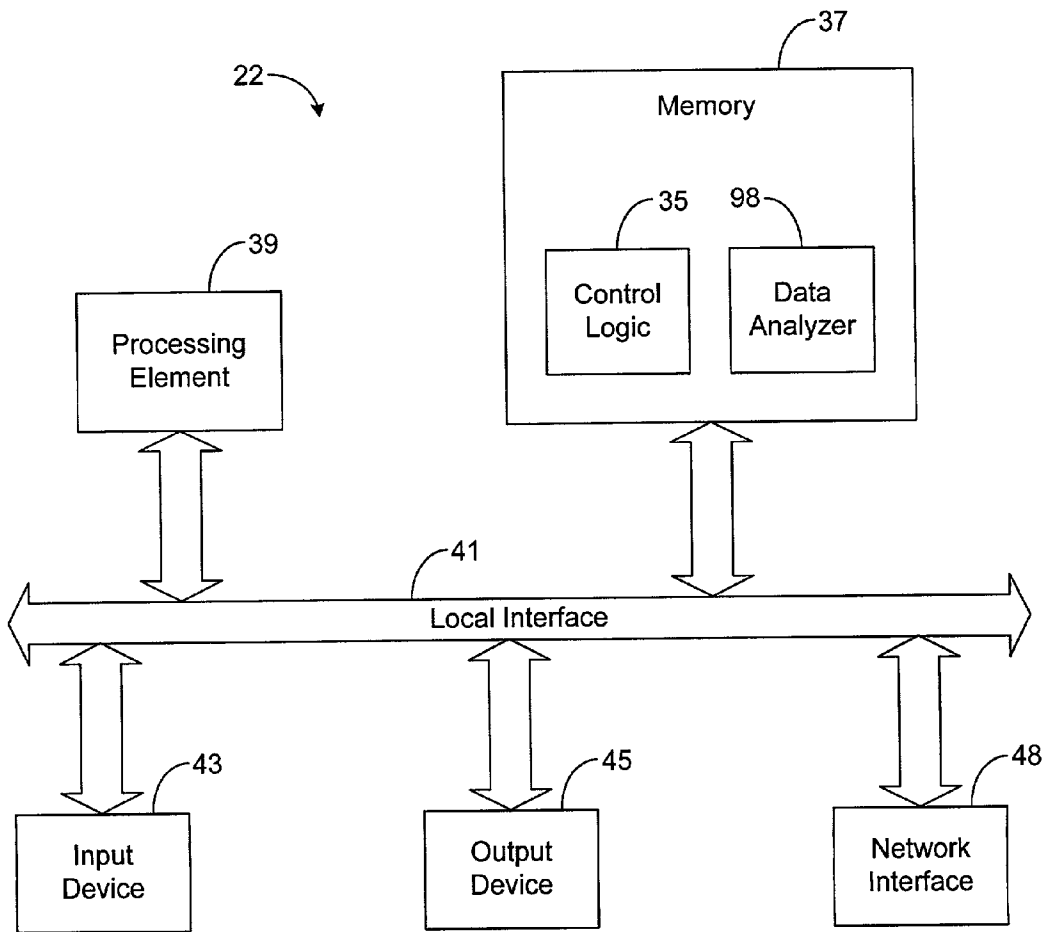 37
22
Memory
35
98
39
Control
Logic
Data
Analyzer
Processing
Element
41
Local Interface
43
45
48
Input
Device
Output
Device
Network
Interface